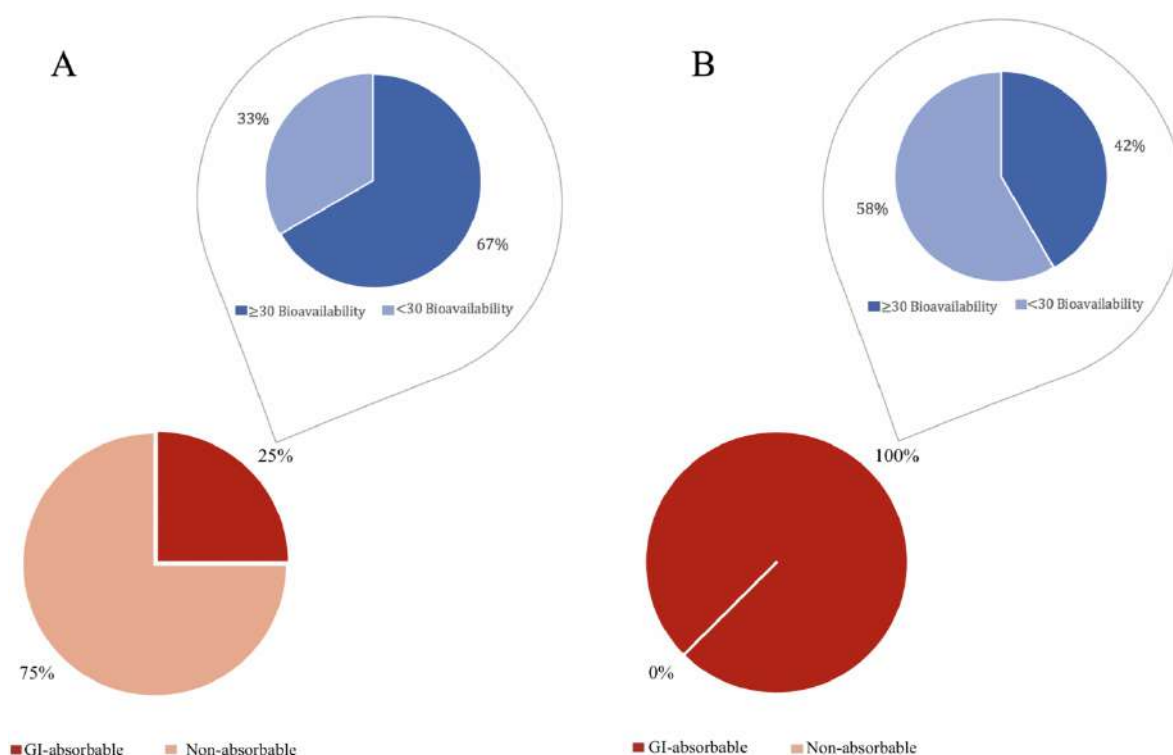 A
33%
67%
≥30 Bioavailability <30 Bioavailability
25%
75%
GI-absorbable Non-absorbable
B
42%
58%
≥30 Bioavailability <30 Bioavailability
100%
0%
GI-absorbable Non-absorbable